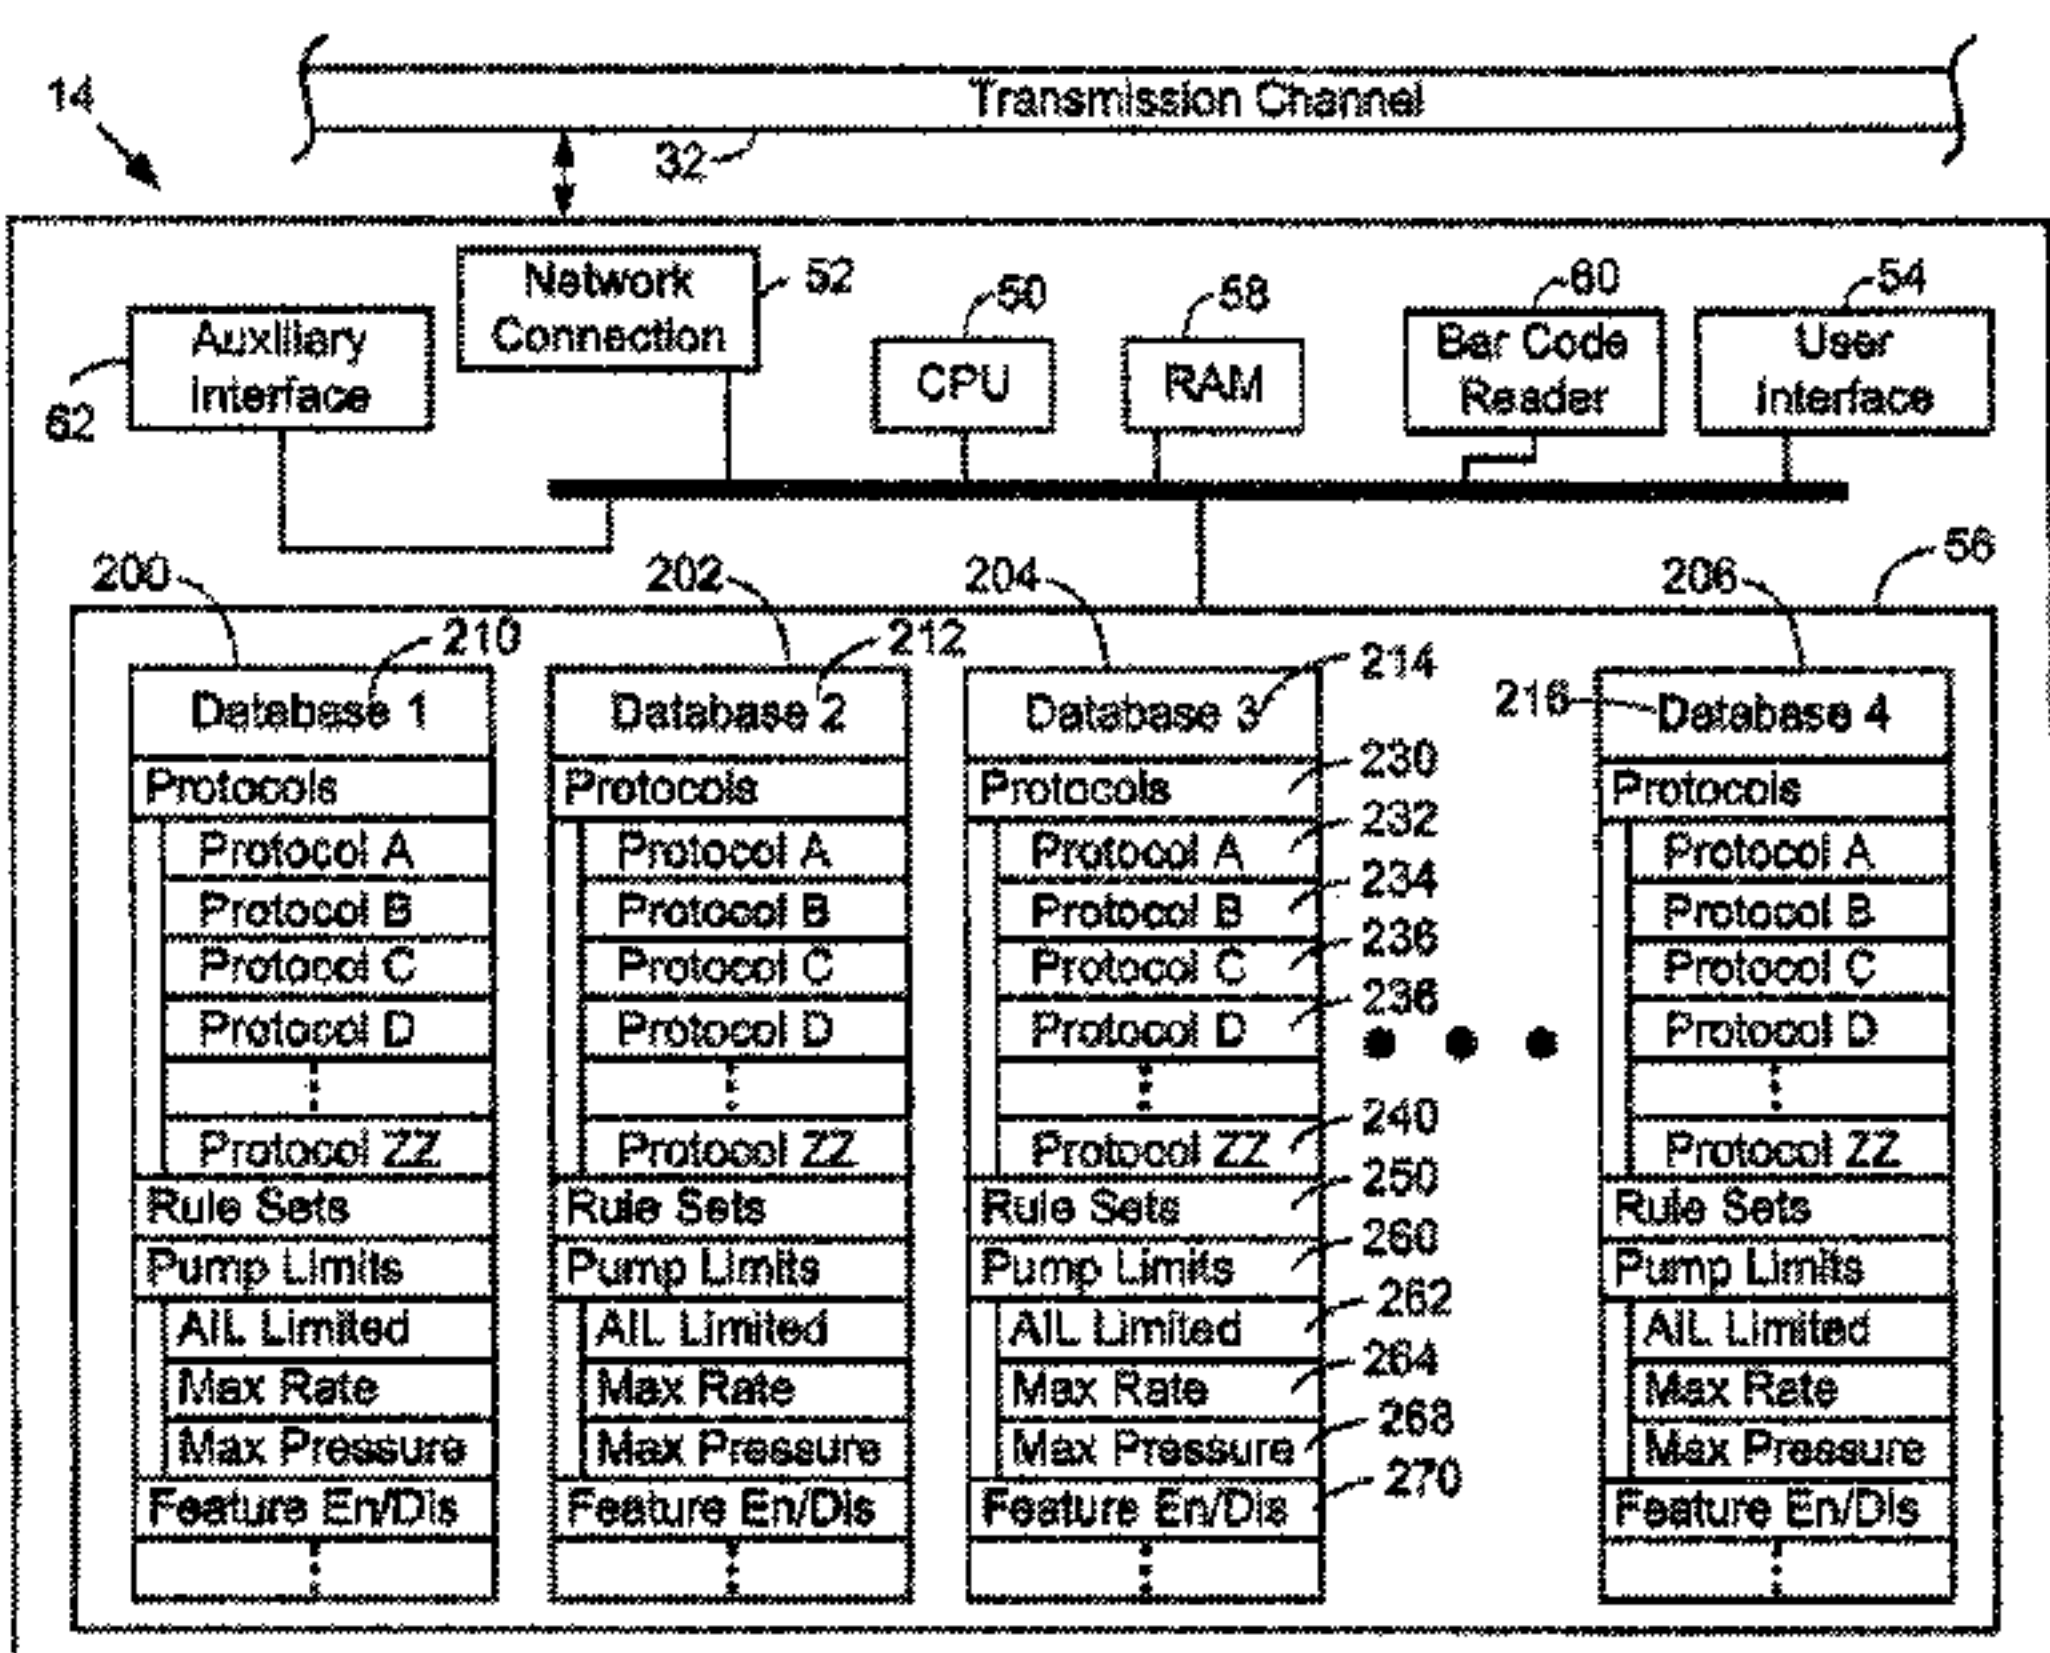 14
Transmission Channel
32
Network
Connection
52
50
58
60
54
Auxiliary
Interface
CPU
RAM
Bar Code
Reader
User
Interface
62
56
200
202
204
206
210
212
214
216
Database 1
Database 2
Database 3
Database 4
Protocols
Protocols
Protocols
230
Protocols
Protocol A
Protocol A
Protocol A
232
Protocol A
Protocol B
Protocol B
Protocol B
234
Protocol B
Protocol C
Protocol C
Protocol C
236
Protocol C
Protocol D
Protocol D
Protocol D
236
Protocol D
Protocol ZZ
Protocol ZZ
Protocol ZZ
240
Protocol ZZ
Rule Sets
Rule Sets
Rule Sets
250
Rule Sets
Pump Limits
Pump Limits
Pump Limits
260
Pump Limits
AIL Limited
AIL Limited
AIL Limited
262
AIL Limited
Max Rate
Max Rate
Max Rate
264
Max Rate
Max Pressure
Max Pressure
Max Pressure
268
Max Pressure
Feature En/Dis
Feature En/Dis
Feature En/Dis
270
Feature En/Dis